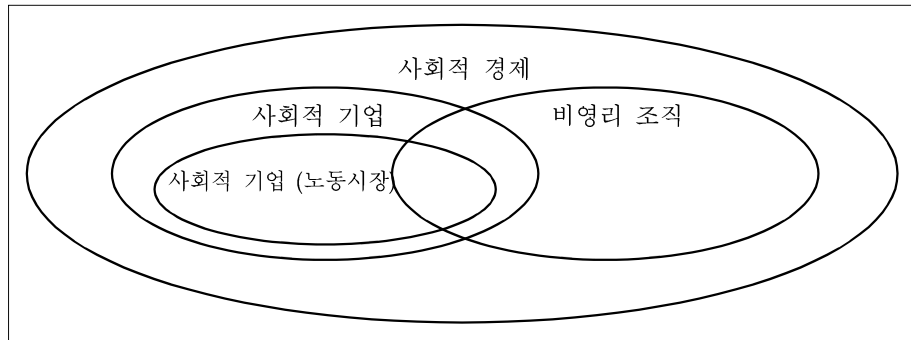 사회적 경제
사회적 기업
비영리 조직
사회적 기업 (노동시장)